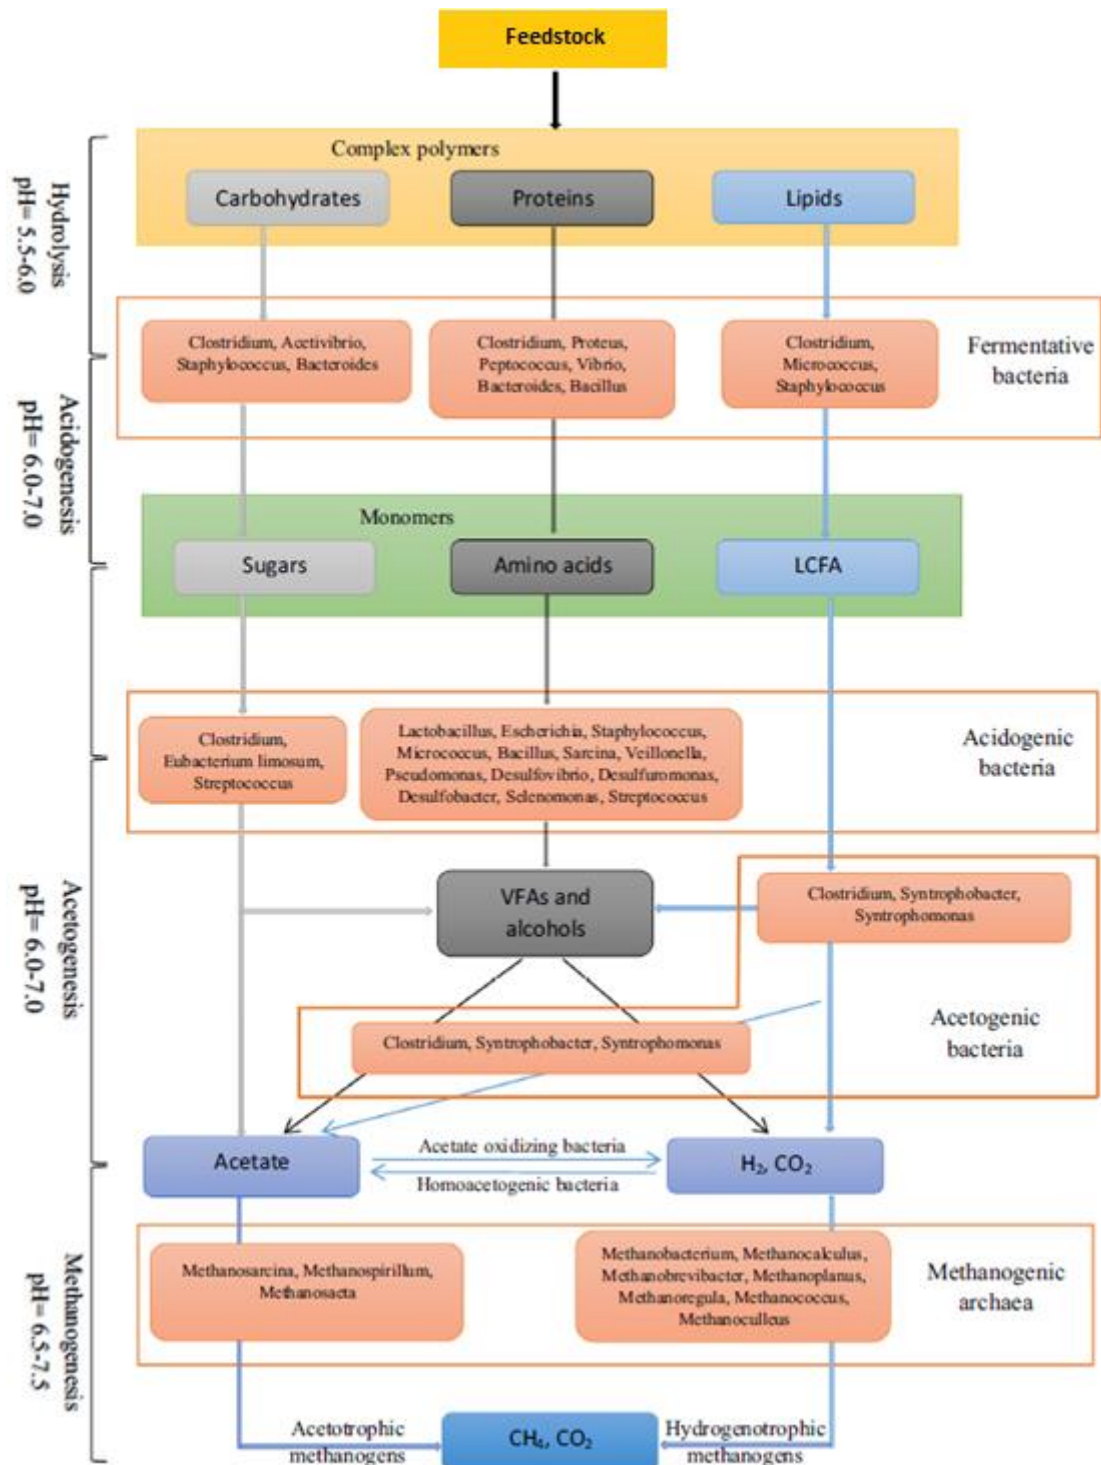 Feedstock
Complex polymers
Carbohydrates
Proteins
Lipids
Hydrolysis
pH= 5.5-6.0
Clostridium, Acetivibrio,
Staphylococcus, Bacteroides
Clostridium, Proteus,
Peptococcus, Vibrio,
Bacteroides, Bacillus
Clostridium,
Micrococcus,
Staphylococcus
Fermentative
bacteria
Acidogenesis
pH= 6.0-7.0
Monomers
Sugars
Amino acids
LCFA
Clostridium,
Eubacterium limosum,
Streptococcus
Lactobacillus, Escherichia, Staphylococcus,
Micrococcus, Bacillus, Sarcina, Veillonella,
Pseudomonas, Desulfovibrio, Desulfuromonas,
Desulfobacter, Selenomonas, Streptococcus
Acidogenic
bacteria
Acetogenesis
pH= 6.0-7.0
VFAs and
alcohols
Clostridium, Syntrophobacter,
Syntrophomonas
Clostridium, Syntrophobacter, Syntrophomonas
Acetogenic
bacteria
Acetate
Acetate oxidizing bacteria
Homoacetogenic bacteria
H₂, CO₂
Methanogenesis
pH= 6.5-7.5
Methanosarcina, Methanospirillum,
Methanosaeta
Methanobacterium, Methanocalculus,
Methanobrevibacter, Methanoplanus,
Methanoregula, Methanococcus,
Methanoculleus
Methanogenic
archaea
Acetotrophic
methanogens
CH₄, CO₂
Hydrogenotrophic
methanogens